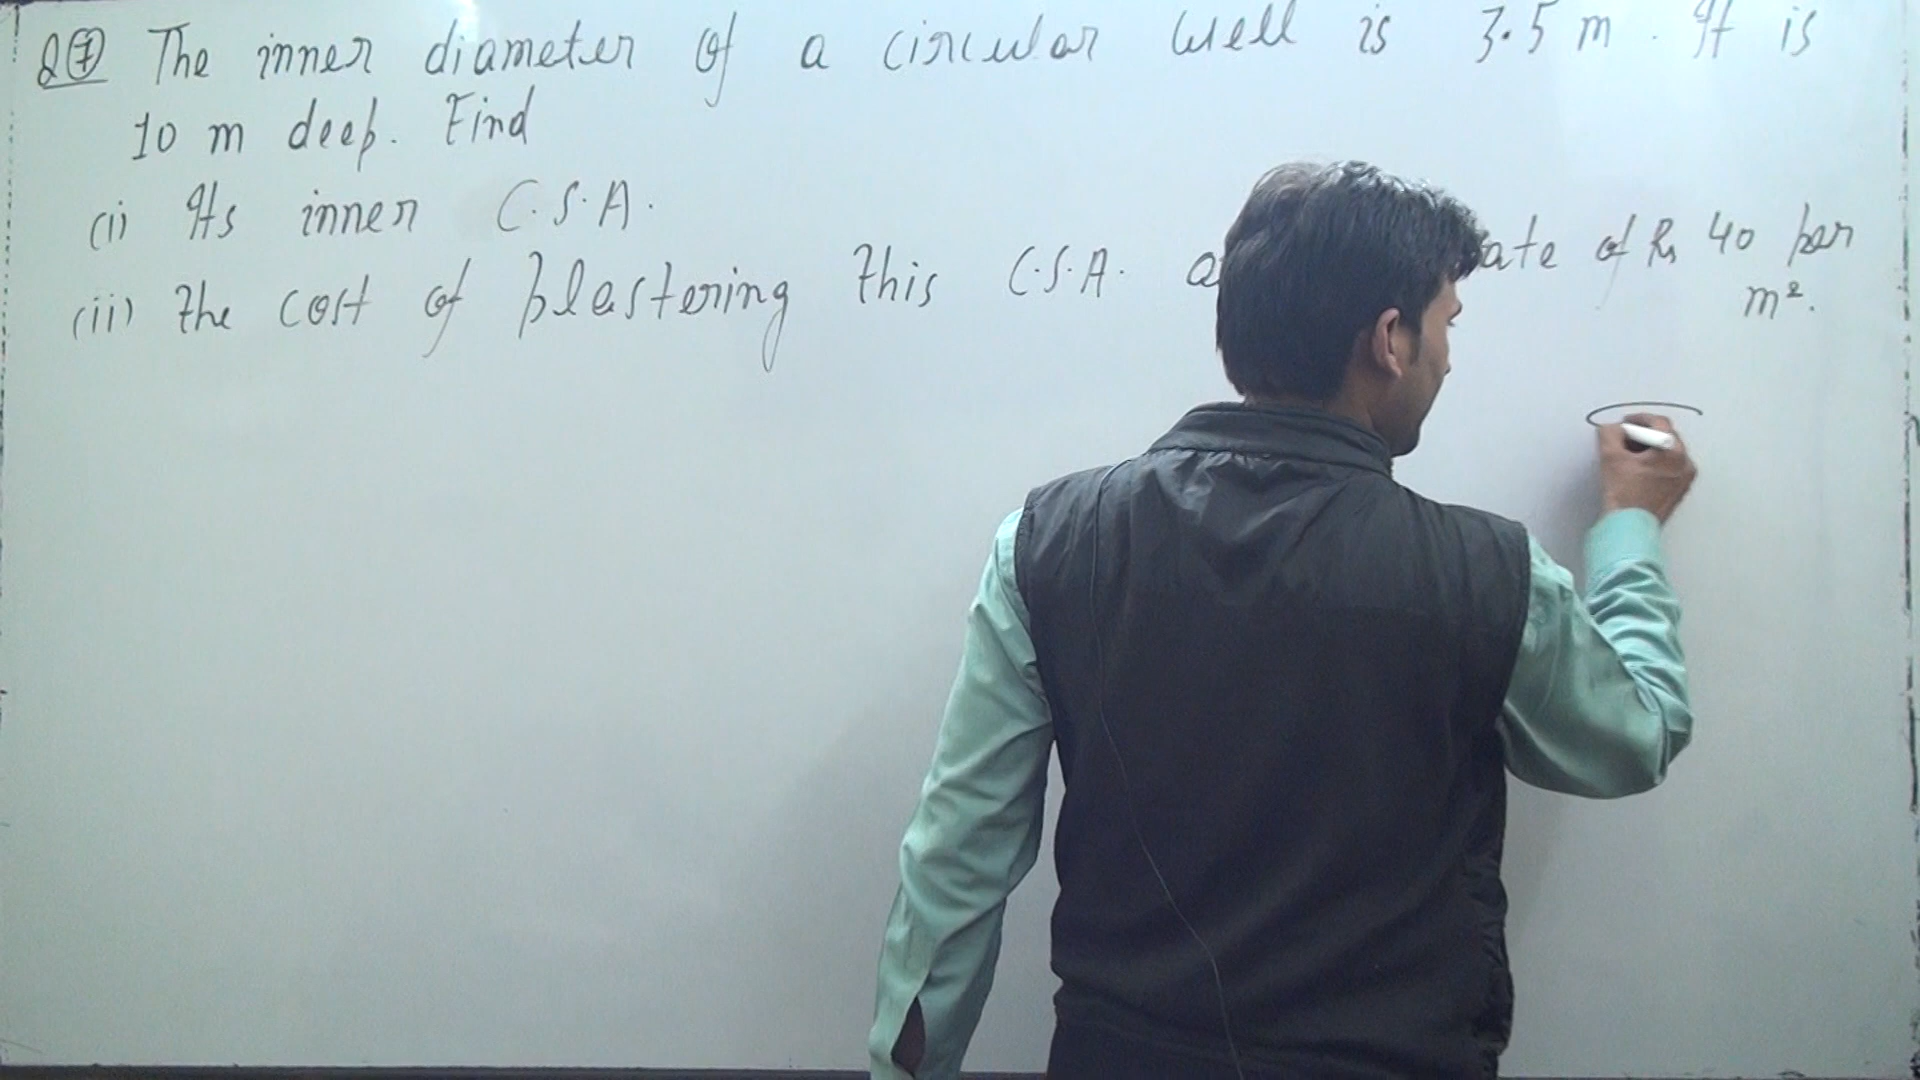 Q⑦ The inner diameter of a circular well is 3.5 m. It is
10 m deep. Find
(i) Its inner C.S.A.
(ii) the cost of plastering this C.S.A. of Rs 40 per
m².